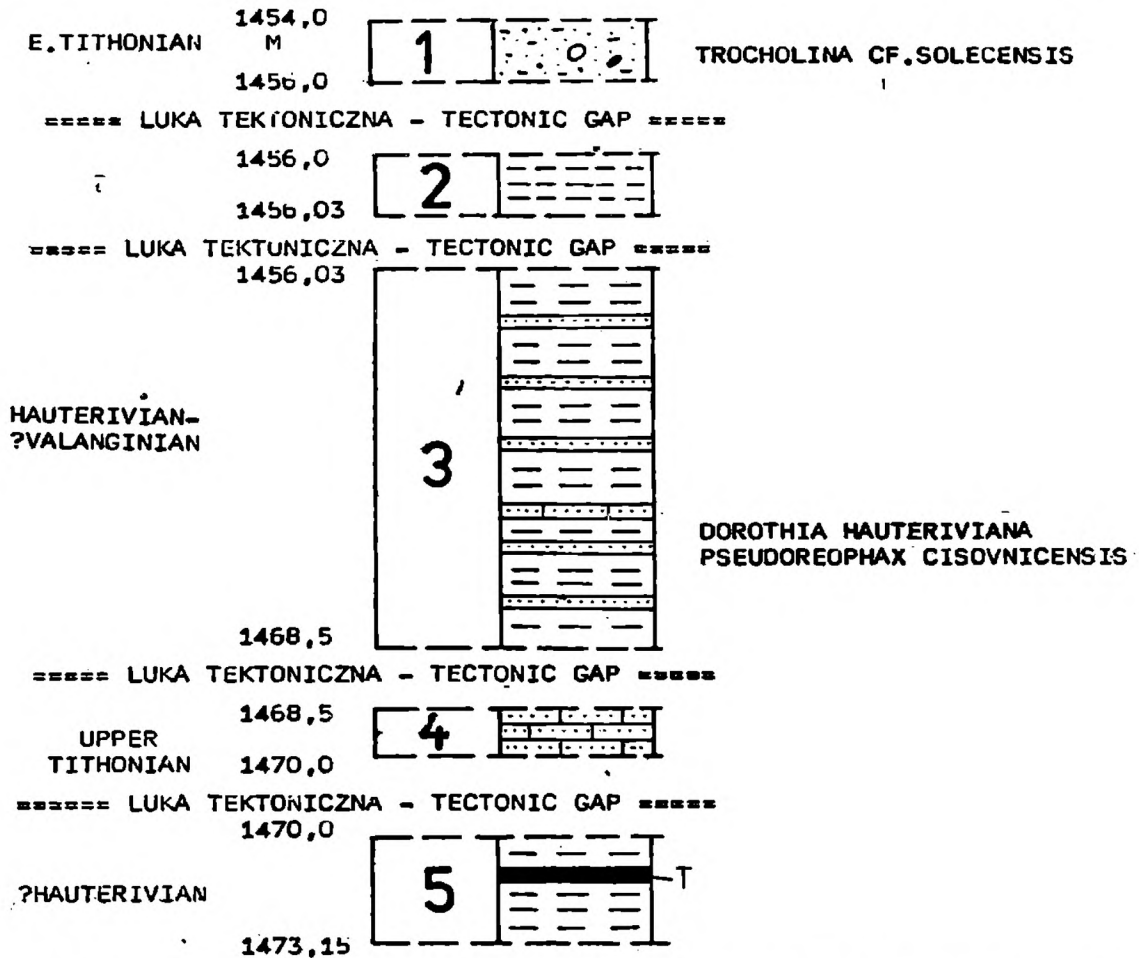 1454,0
E.TITHONIAN M 1 TROCHOLINA CF.SOLECENSIS
1456,0
===== LUKA TEKTONICZNA - TECTONIC GAP =====
1456,0
2
1456,03
===== LUKA TEKTONICZNA - TECTONIC GAP =====
1456,03
HAUTERIVIAN-
?VALANGINIAN
3
DOROTHIA HAUTERIVIANA
PSEUDOREOPHAX CISOVNICENSIS
1468,5
===== LUKA TEKTONICZNA - TECTONIC GAP =====
1468,5
4
UPPER
TITHONIAN 1470,0
====== LUKA TEKTONICZNA - TECTONIC GAP =====
1470,0
T
?HAUTERIVIAN 5
1473,15